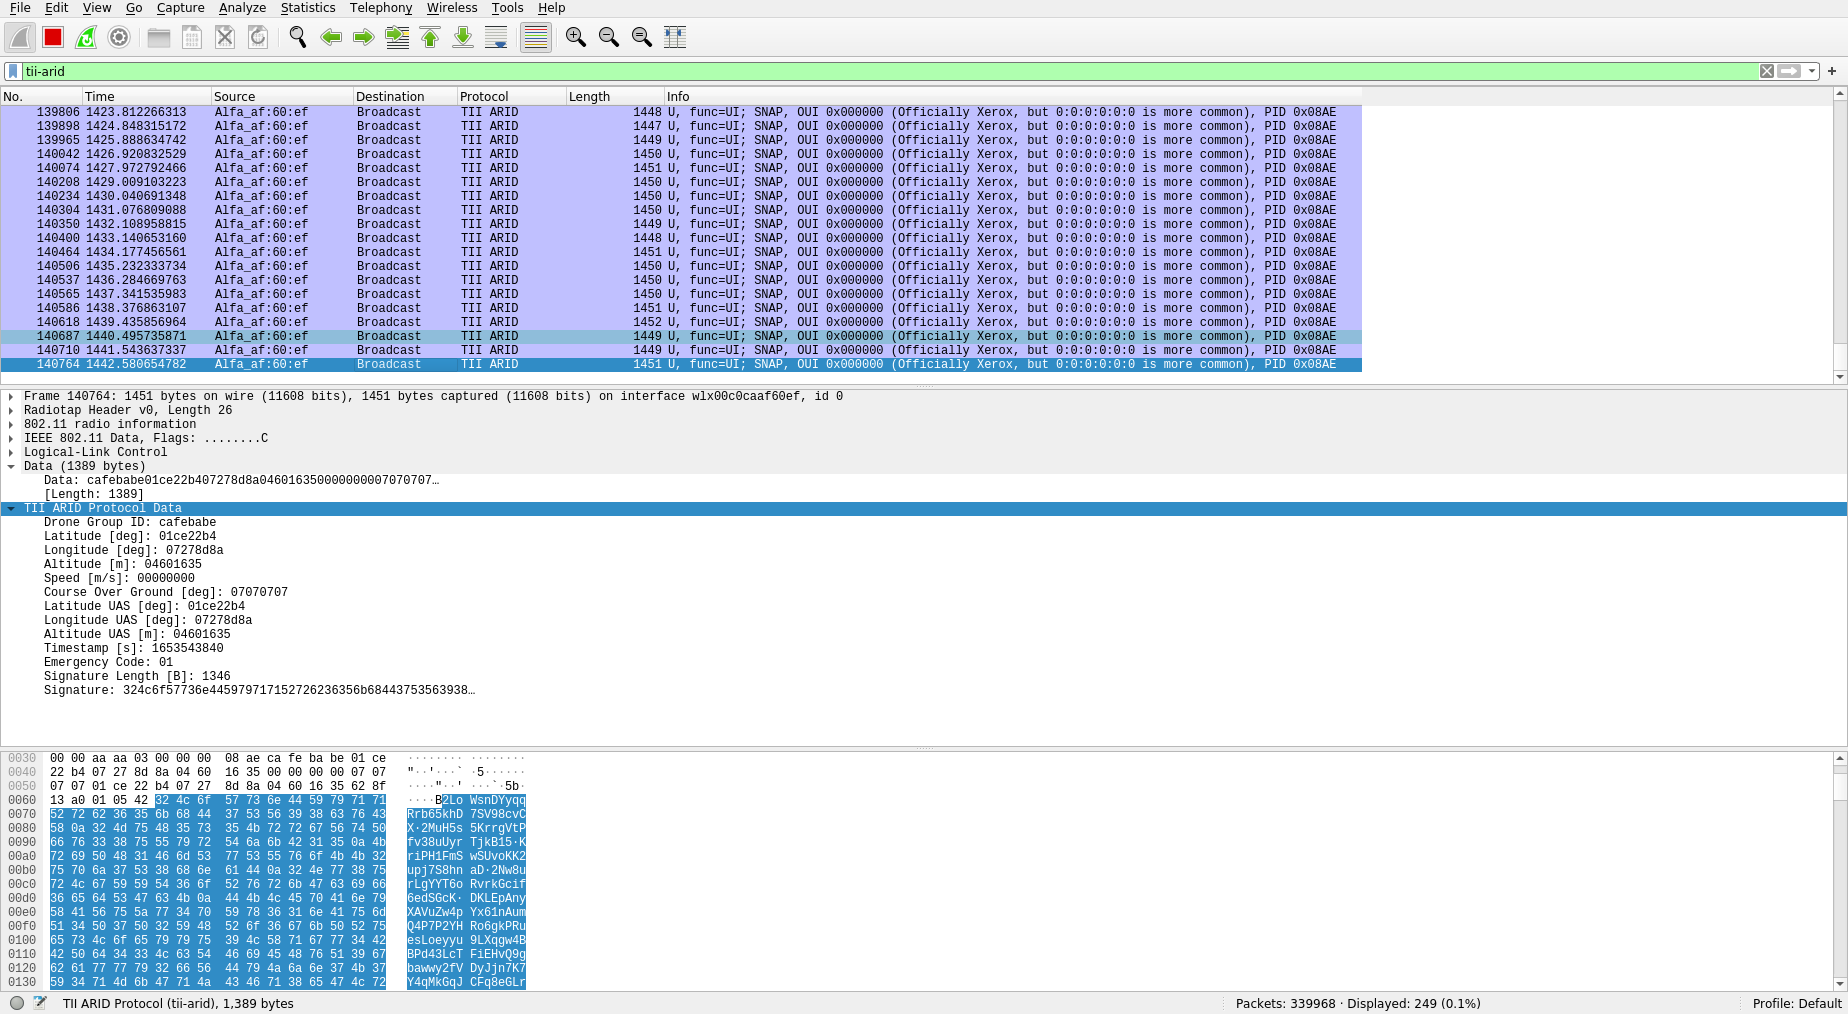 File Edit View Go Capture Analyze Statistics Telephony Wireless Tools Help
tii-arid
No. Time Source Destination Protocol Length Info
139806 1423.812266313 Alfa_af:60:ef Broadcast TII ARID 1448 U, func=UI; SNAP, OUI 0x000000 (Officially Xerox, but 0:0:0:0:0:0 is more common), PID 0x08AE
139898 1424.848315172 Alfa_af:60:ef Broadcast TII ARID 1447 U, func=UI; SNAP, OUI 0x000000 (Officially Xerox, but 0:0:0:0:0:0 is more common), PID 0x08AE
139965 1425.888634742 Alfa_af:60:ef Broadcast TII ARID 1449 U, func=UI; SNAP, OUI 0x000000 (Officially Xerox, but 0:0:0:0:0:0 is more common), PID 0x08AE
140042 1426.920832529 Alfa_af:60:ef Broadcast TII ARID 1450 U, func=UI; SNAP, OUI 0x000000 (Officially Xerox, but 0:0:0:0:0:0 is more common), PID 0x08AE
140074 1427.972792466 Alfa_af:60:ef Broadcast TII ARID 1451 U, func=UI; SNAP, OUI 0x000000 (Officially Xerox, but 0:0:0:0:0:0 is more common), PID 0x08AE
140208 1429.009103223 Alfa_af:60:ef Broadcast TII ARID 1450 U, func=UI; SNAP, OUI 0x000000 (Officially Xerox, but 0:0:0:0:0:0 is more common), PID 0x08AE
140234 1430.040691348 Alfa_af:60:ef Broadcast TII ARID 1450 U, func=UI; SNAP, OUI 0x000000 (Officially Xerox, but 0:0:0:0:0:0 is more common), PID 0x08AE
140304 1431.076809088 Alfa_af:60:ef Broadcast TII ARID 1450 U, func=UI; SNAP, OUI 0x000000 (Officially Xerox, but 0:0:0:0:0:0 is more common), PID 0x08AE
140350 1432.108958815 Alfa_af:60:ef Broadcast TII ARID 1449 U, func=UI; SNAP, OUI 0x000000 (Officially Xerox, but 0:0:0:0:0:0 is more common), PID 0x08AE
140400 1433.140653160 Alfa_af:60:ef Broadcast TII ARID 1448 U, func=UI; SNAP, OUI 0x000000 (Officially Xerox, but 0:0:0:0:0:0 is more common), PID 0x08AE
140464 1434.177456561 Alfa_af:60:ef Broadcast TII ARID 1451 U, func=UI; SNAP, OUI 0x000000 (Officially Xerox, but 0:0:0:0:0:0 is more common), PID 0x08AE
140506 1435.232333734 Alfa_af:60:ef Broadcast TII ARID 1450 U, func=UI; SNAP, OUI 0x000000 (Officially Xerox, but 0:0:0:0:0:0 is more common), PID 0x08AE
140537 1436.284669763 Alfa_af:60:ef Broadcast TII ARID 1450 U, func=UI; SNAP, OUI 0x000000 (Officially Xerox, but 0:0:0:0:0:0 is more common), PID 0x08AE
140565 1437.341535983 Alfa_af:60:ef Broadcast TII ARID 1450 U, func=UI; SNAP, OUI 0x000000 (Officially Xerox, but 0:0:0:0:0:0 is more common), PID 0x08AE
140586 1438.376863107 Alfa_af:60:ef Broadcast TII ARID 1451 U, func=UI; SNAP, OUI 0x000000 (Officially Xerox, but 0:0:0:0:0:0 is more common), PID 0x08AE
140618 1439.435856964 Alfa_af:60:ef Broadcast TII ARID 1452 U, func=UI; SNAP, OUI 0x000000 (Officially Xerox, but 0:0:0:0:0:0 is more common), PID 0x08AE
140687 1440.495735871 Alfa_af:60:ef Broadcast TII ARID 1449 U, func=UI; SNAP, OUI 0x000000 (Officially Xerox, but 0:0:0:0:0:0 is more common), PID 0x08AE
140710 1441.543637337 Alfa_af:60:ef Broadcast TII ARID 1449 U, func=UI; SNAP, OUI 0x000000 (Officially Xerox, but 0:0:0:0:0:0 is more common), PID 0x08AE
140764 1442.580654782 Alfa_af:60:ef Broadcast TII ARID 1451 U, func=UI; SNAP, OUI 0x000000 (Officially Xerox, but 0:0:0:0:0:0 is more common), PID 0x08AE
Frame 140764: 1451 bytes on wire (11608 bits), 1451 bytes captured (11608 bits) on interface wlx00c0caaf60ef, id 0
Radiotap Header v0, Length 26
802.11 radio information
IEEE 802.11 Data, Flags: ........C
Logical-Link Control
Data (1389 bytes)
Data: cafebabe01ce22b407278d8a046016350000000007070707…
[Length: 1389]
TII ARID Protocol Data
Drone Group ID: cafebabe
Latitude [deg]: 01ce22b4
Longitude [deg]: 07278d8a
Altitude [m]: 04601635
Speed [m/s]: 00000000
Course Over Ground [deg]: 07070707
Latitude UAS [deg]: 01ce22b4
Longitude UAS [deg]: 07278d8a
Altitude UAS [m]: 04601635
Timestamp [s]: 1653543840
Emergency Code: 01
Signature Length [B]: 1346
Signature: 324c6f57736e445979717152726236356b68443753563938…
0030 00 00 aa aa 03 00 00 00 08 ae ca fe ba be 01 ce ········ ········
0040 22 b4 07 27 8d 8a 04 60 16 35 00 00 00 00 07 07 "··'···` ·5······
0050 07 07 01 ce 22 b4 07 27 8d 8a 04 60 16 35 62 8f ····"··' ···`·5b·
0060 13 a0 01 05 42 32 4c 6f 57 73 6e 44 59 79 71 71 ····B2Lo WsnDYyqq
0070 52 72 62 36 35 6b 68 44 37 53 56 39 38 63 76 43 Rrb65khD 7SV98cvC
0080 58 0a 32 4d 75 48 35 73 35 4b 72 72 67 56 74 50 X·2MuH5s 5KrrgVtP
0090 66 76 33 38 75 55 79 72 54 6a 6b 42 31 35 0a 4b fv38uUyr TjkB15·K
00a0 72 69 50 48 31 46 6d 53 77 53 55 76 6f 4b 4b 32 riPH1FmS wSUvoKK2
00b0 75 70 6a 37 53 38 68 6e 61 44 0a 32 4e 77 38 75 upj7S8hn aD·2Nw8u
00c0 72 4c 67 59 59 54 36 6f 52 76 72 6b 47 63 69 66 rLgYYT6o RvrkGcif
00d0 36 65 64 53 47 63 4b 0a 44 4b 4c 45 70 41 6e 79 6edSGcK· DKLEpAny
00e0 58 41 56 75 5a 77 34 70 59 78 36 31 6e 41 75 6d XAVuZw4p Yx61nAum
00f0 51 34 50 37 50 32 59 48 52 6f 36 67 6b 50 52 75 Q4P7P2YH Ro6gkPRu
0100 65 73 4c 6f 65 79 79 75 39 4c 58 71 67 77 34 42 esLoeyyu 9LXqgw4B
0110 42 50 64 34 33 4c 63 54 46 69 45 48 76 51 39 67 BPd43LcT FiEHvQ9g
0120 62 61 77 77 79 32 66 56 44 79 4a 6a 6e 37 4b 37 bawwy2fV DyJjn7K7
0130 59 34 71 4d 6b 47 71 4a 43 46 71 38 65 47 4c 72 Y4qMkGqJ CFq8eGLr
TII ARID Protocol (tii-arid), 1,389 bytes Packets: 339968 · Displayed: 249 (0.1%) Profile: Default